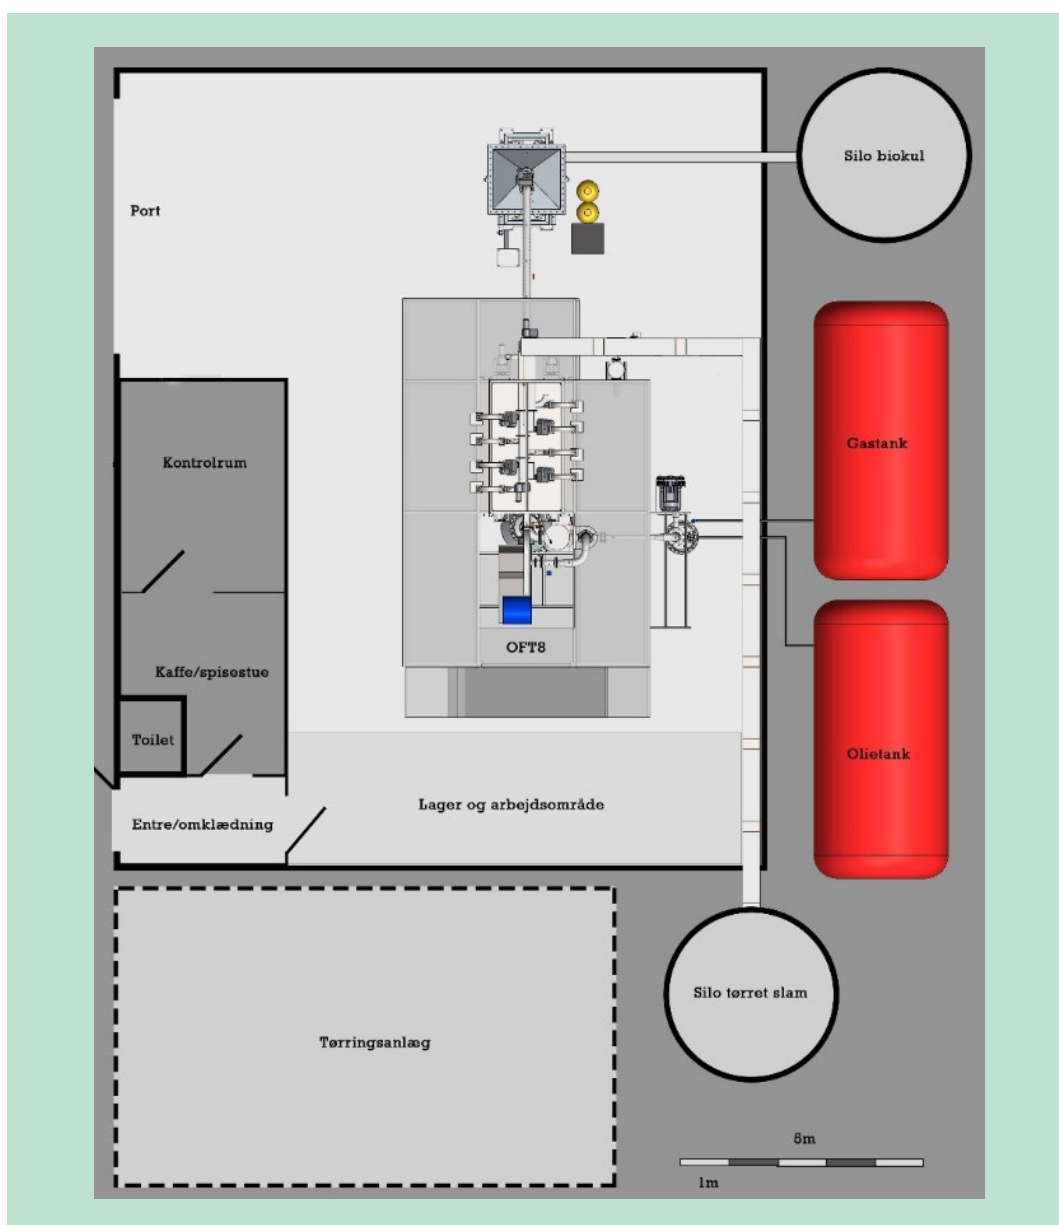 Silo biokul
Port
Gastank
Kontrolrum
OFT8
Kaffe/spisestue
Toilet
Olietank
Lager og arbejdsområde
Entre/omklædning
Silo tørret slam
Tørringsanlæg
5m
1m